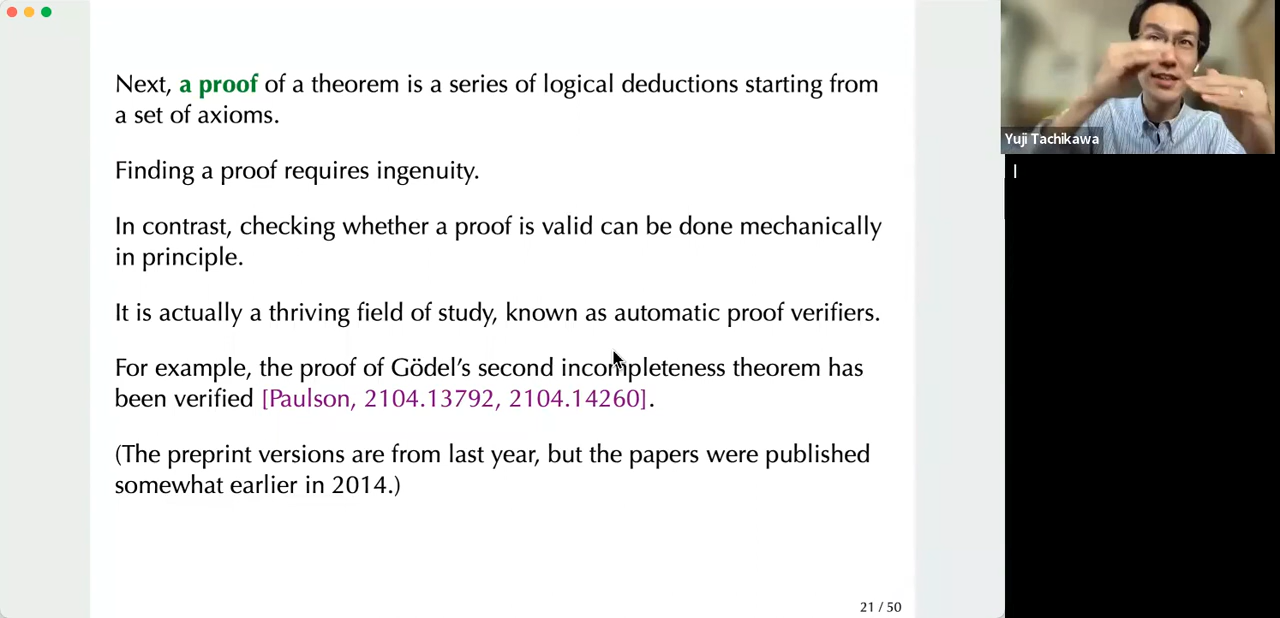 Next, a proof of a theorem is a series of logical deductions starting from
a set of axioms.
Finding a proof requires ingenuity.
In contrast, checking whether a proof is valid can be done mechanically
in principle.
It is actually a thriving field of study, known as automatic proof verifiers.
For example, the proof of Gödel's second incompleteness theorem has
been verified [Paulson, 2104.13792, 2104.14260].
(The preprint versions are from last year, but the papers were published
somewhat earlier in 2014.)
21 / 50
Yuji Tachikawa